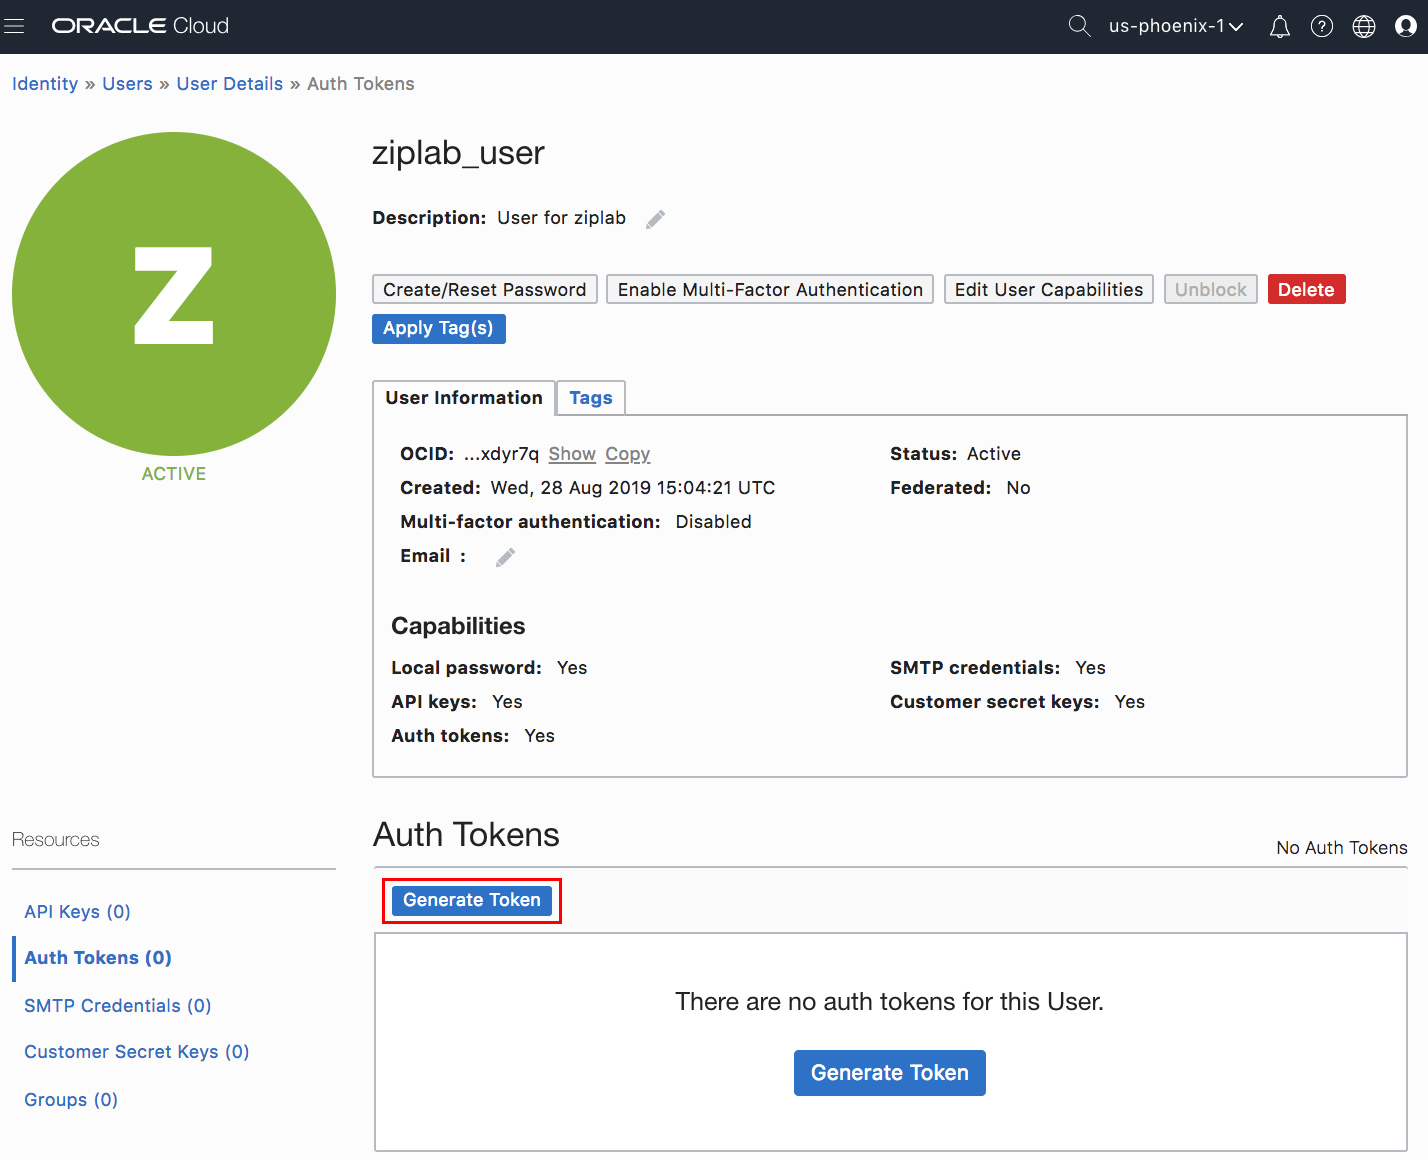 ORACLE Cloud
us-phoenix-1
Identity » Users » User Details » Auth Tokens
Z
ACTIVE
ziplab_user
Description: User for ziplab
Create/Reset Password Enable Multi-Factor Authentication Edit User Capabilities Unblock Delete
Apply Tag(s)
User Information Tags
OCID: ...xdyr7q Show Copy Status: Active
Created: Wed, 28 Aug 2019 15:04:21 UTC Federated: No
Multi-factor authentication: Disabled
Email :
Capabilities
Local password: Yes SMTP credentials: Yes
API keys: Yes Customer secret keys: Yes
Auth tokens: Yes
Resources
API Keys (0)
Auth Tokens (0)
SMTP Credentials (0)
Customer Secret Keys (0)
Groups (0)
Auth Tokens
No Auth Tokens
Generate Token
There are no auth tokens for this User.
Generate Token